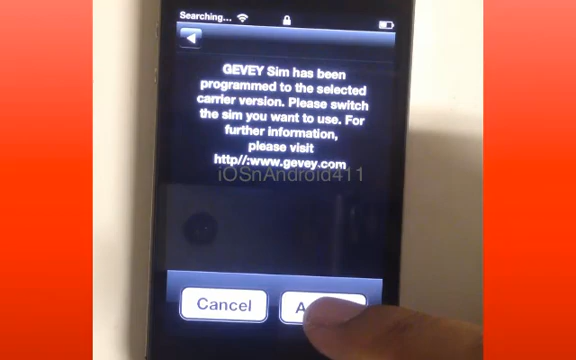 Searching...
GEVEY Sim has been
programmed to the selected
carrier version. Please switch
the sim you want to use. For
further information,
please visit
http//:www.gevey.com
iOSnAndroid411
Cancel